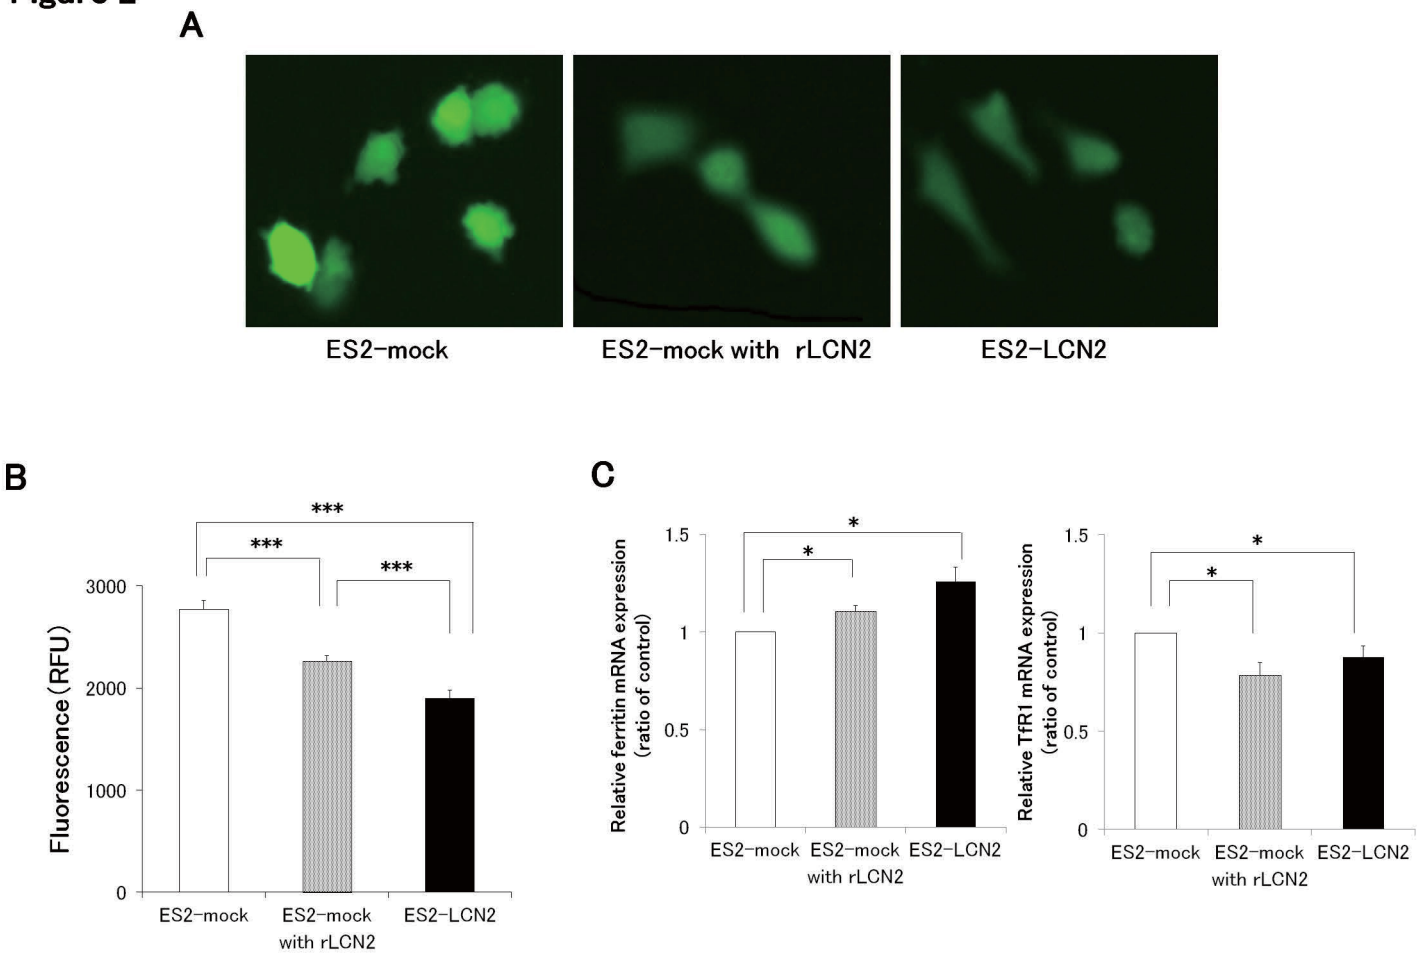 Figure 2
A
ES2-mock
ES2-mock with rLCN2
ES2-LCN2
B
***
***
***
Fluorescence(RFU)
3000
2000
1000
0
ES2-mock
ES2-mock
with rLCN2
ES2-LCN2
C
*
*
Relative ferritin mRNA expression
(ratio of control)
1.5
1
0.5
0
ES2-mock
ES2-mock
with rLCN2
ES2-LCN2
*
*
Relative TfR1 mRNA expression
(ratio of control)
1.5
1
0.5
0
ES2-mock
ES2-mock
with rLCN2
ES2-LCN2